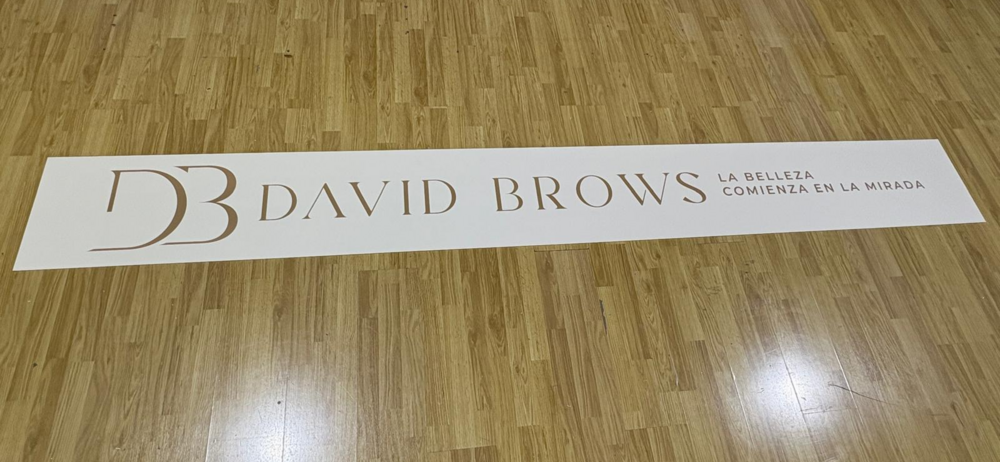 DB DAVID BROWS
LA BELLEZA
COMIENZA EN LA MIRADA